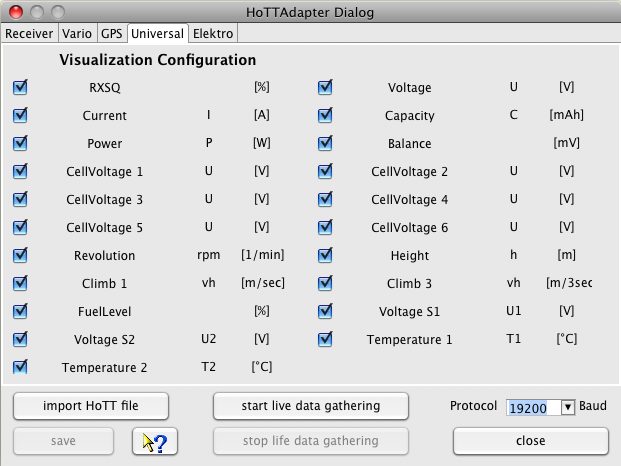 HoTTAdapter Dialog
Receiver Vario GPS Universal Elektro
Visualization Configuration
RXSQ [%] Voltage U [V]
Current I [A] Capacity C [mAh]
Power P [W] Balance [mV]
CellVoltage 1 U [V] CellVoltage 2 U [V]
CellVoltage 3 U [V] CellVoltage 4 U [V]
CellVoltage 5 U [V] CellVoltage 6 U [V]
Revolution rpm [1/min] Height h [m]
Climb 1 vh [m/sec] Climb 3 vh [m/3sec
FuelLevel [%] Voltage S1 U1 [V]
Voltage S2 U2 [V] Temperature 1 T1 [°C]
Temperature 2 T2 [°C]
import HoTT file start live data gathering Protocol 19200 Baud
save ? stop life data gathering close